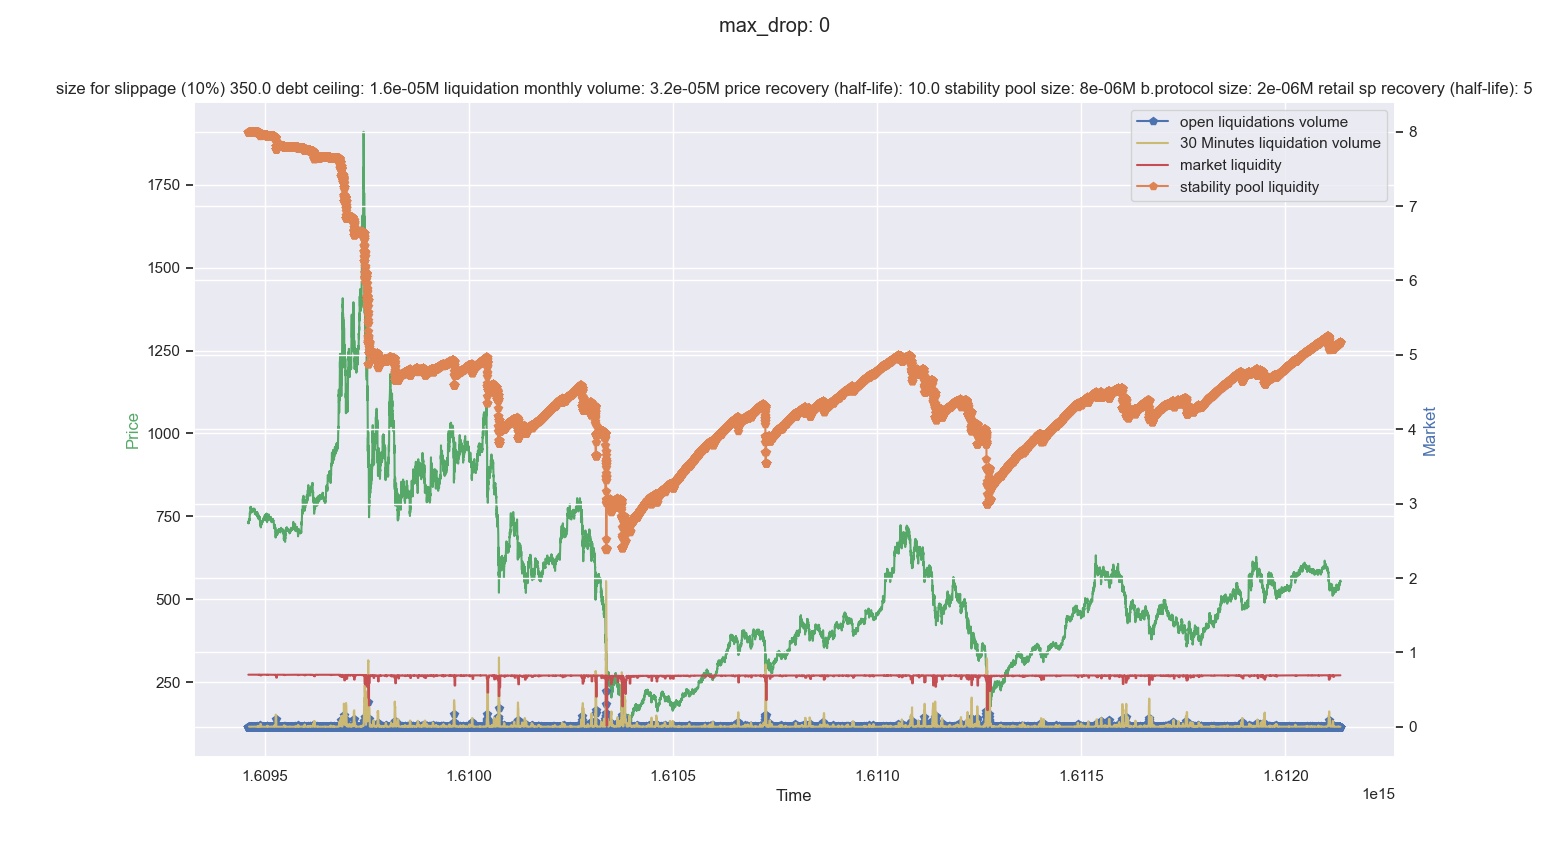 max_drop: 0
size for slippage (10%) 350.0 debt ceiling: 1.6e-05M liquidation monthly volume: 3.2e-05M price recovery (half-life): 10.0 stability pool size: 8e-06M b.protocol size: 2e-06M retail sp recovery (half-life): 5
open liquidations volume
30 Minutes liquidation volume
market liquidity
stability pool liquidity
1750
1500
1250
1000
750
500
250
Price
8
7
6
5
4
3
2
1
0
Market
1.6095 1.6100 1.6105 1.6110 1.6115 1.6120
Time
1e15